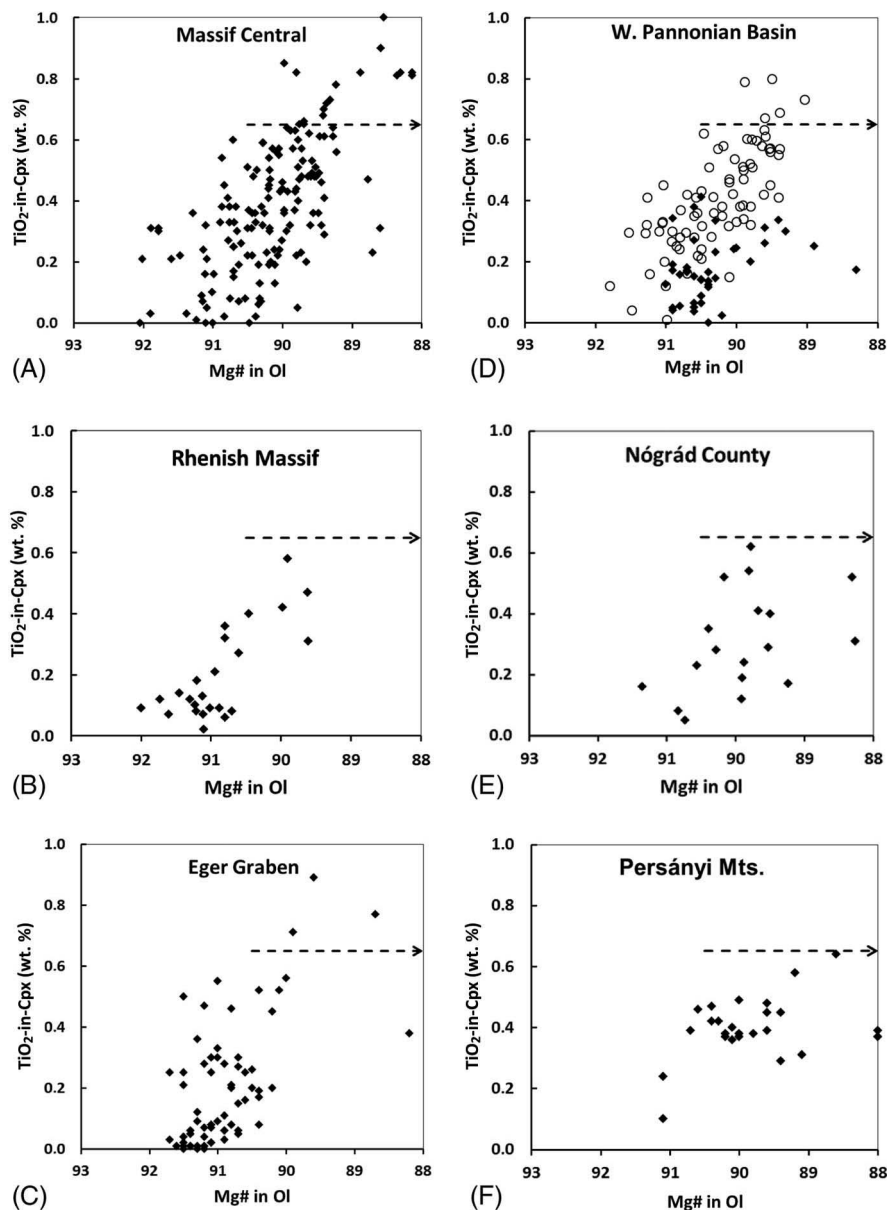 Massif Central
TiO₂-in-Cpx (wt. %)
1.0
0.8
0.6
0.4
0.2
0.0
93 92 91 90 89 88
(A) Mg# in Ol
W. Pannonian Basin
TiO₂-in-Cpx (wt. %)
1.0
0.8
0.6
0.4
0.2
0.0
93 92 91 90 89 88
(D) Mg# in Ol
Rhenish Massif
TiO₂-in-Cpx (wt. %)
1.0
0.8
0.6
0.4
0.2
0.0
93 92 91 90 89 88
(B) Mg# in Ol
Nógrád County
TiO₂-in-Cpx (wt. %)
1.0
0.8
0.6
0.4
0.2
0.0
93 92 91 90 89 88
(E) Mg# in Ol
Eger Graben
TiO₂-in-Cpx (wt. %)
1.0
0.8
0.6
0.4
0.2
0.0
93 92 91 90 89 88
(C) Mg# in Ol
Persányi Mts.
TiO₂-in-Cpx (wt. %)
1.0
0.8
0.6
0.4
0.2
0.0
93 92 91 90 89 88
(F) Mg# in Ol